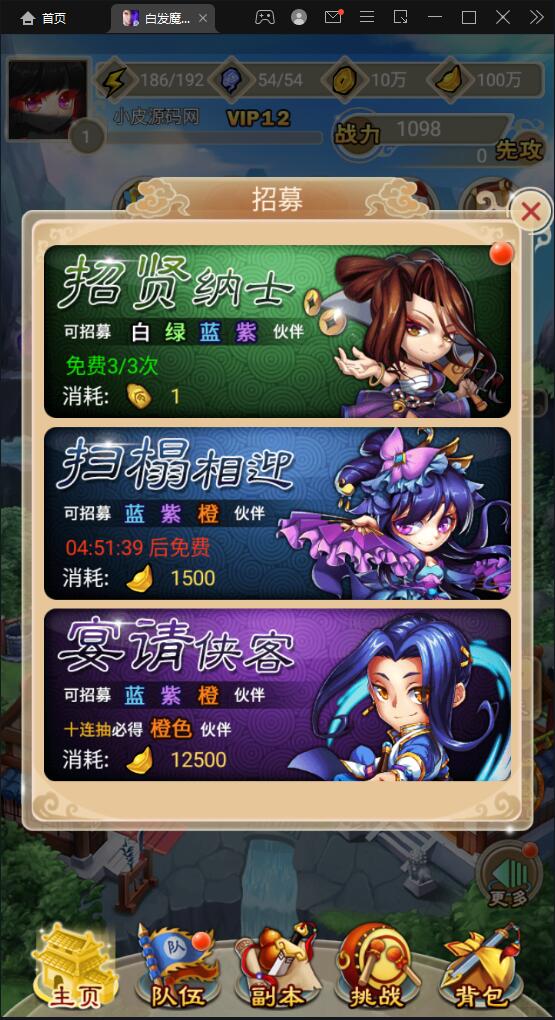 首页 白发魔...
186/192 54/54 10万 100万
小皮源码网 VIP12
1
战力 1098
0 先攻
招募
招贤纳士
可招募 白 绿 蓝 紫 伙伴
免费3/3次
消耗: 1
扫榻相迎
可招募 蓝 紫 橙 伙伴
04:51:39 后免费
消耗: 1500
宴请侠客
可招募 蓝 紫 橙 伙伴
十连抽必得 橙色 伙伴
消耗: 12500
更多
队
主页 队伍 副本 挑战 背包